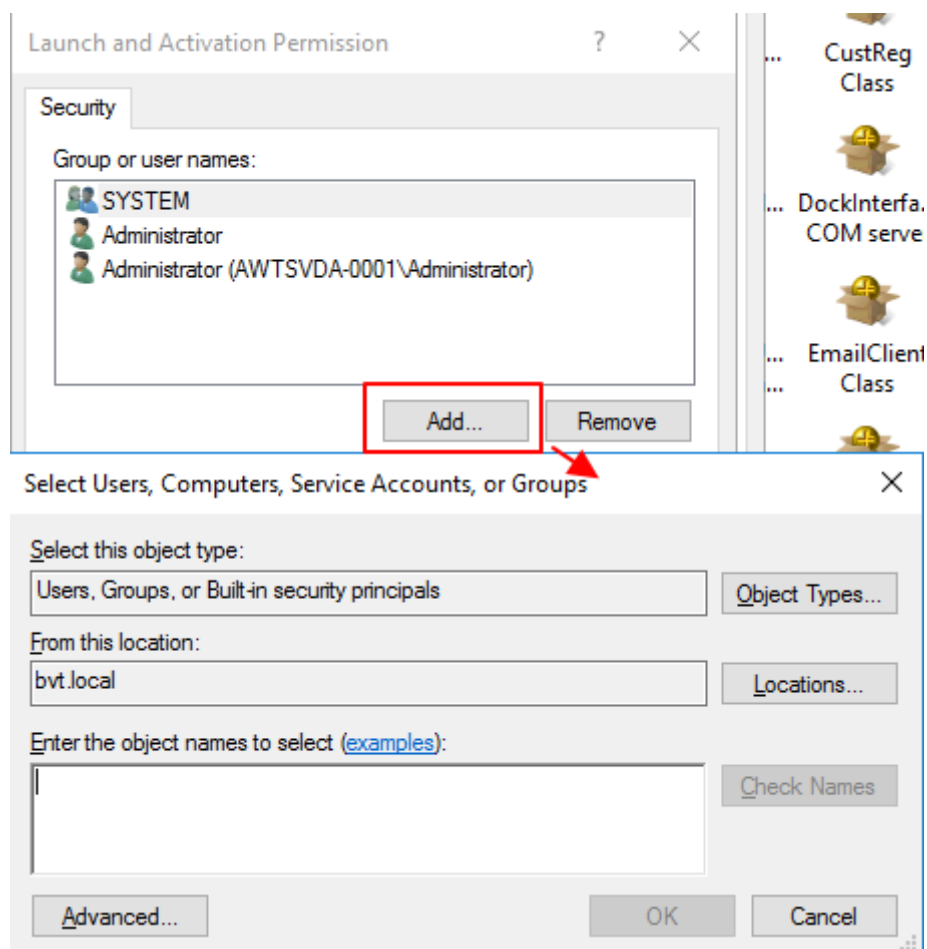 Launch and Activation Permission
?
Security
Group or user names:
SYSTEM
Administrator
Administrator (AWTSVDA-0001\Administrator)
Add...
Remove
...
CustReg
Class
...
DockInterfa.
COM serve
...
EmailClient
...
Class
Select Users, Computers, Service Accounts, or Groups
Select this object type:
Users, Groups, or Built-in security principals
Object Types...
From this location:
bvt.local
Locations...
Enter the object names to select (examples):
Check Names
Advanced...
OK
Cancel